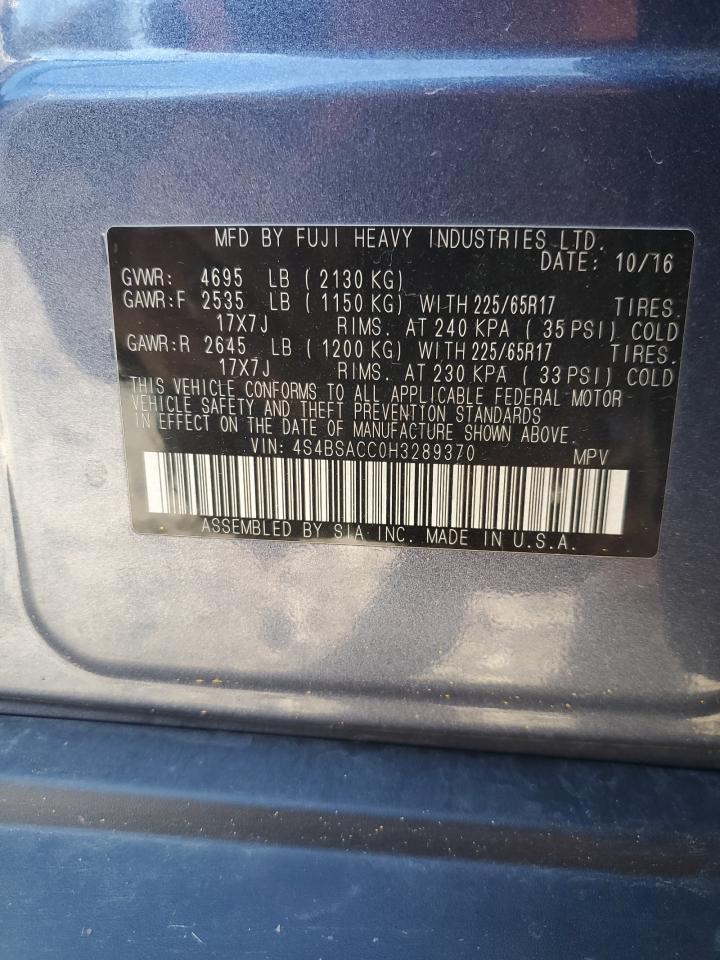 MFD BY FUJI HEAVY INDUSTRIES LTD.
DATE: 10/16
GVWR: 4695 LB (2130 KG)
GAWR:F 2535 LB (1150 KG) WITH 225/65R17 TIRES.
17X7J RIMS. AT 240 KPA (35 PSI) COLD
GAWR:R 2645 LB (1200 KG) WITH 225/65R17 TIRES.
17X7J RIMS. AT 230 KPA (33 PSI) COLD
THIS VEHICLE CONFORMS TO ALL APPLICABLE FEDERAL MOTOR
VEHICLE SAFETY AND THEFT PREVENTION STANDARDS
IN EFFECT ON THE DATE OF MANUFACTURE SHOWN ABOVE.
VIN: 4S4BSACC0H3289370 MPV
ASSEMBLED BY SIA INC. MADE IN U.S.A.